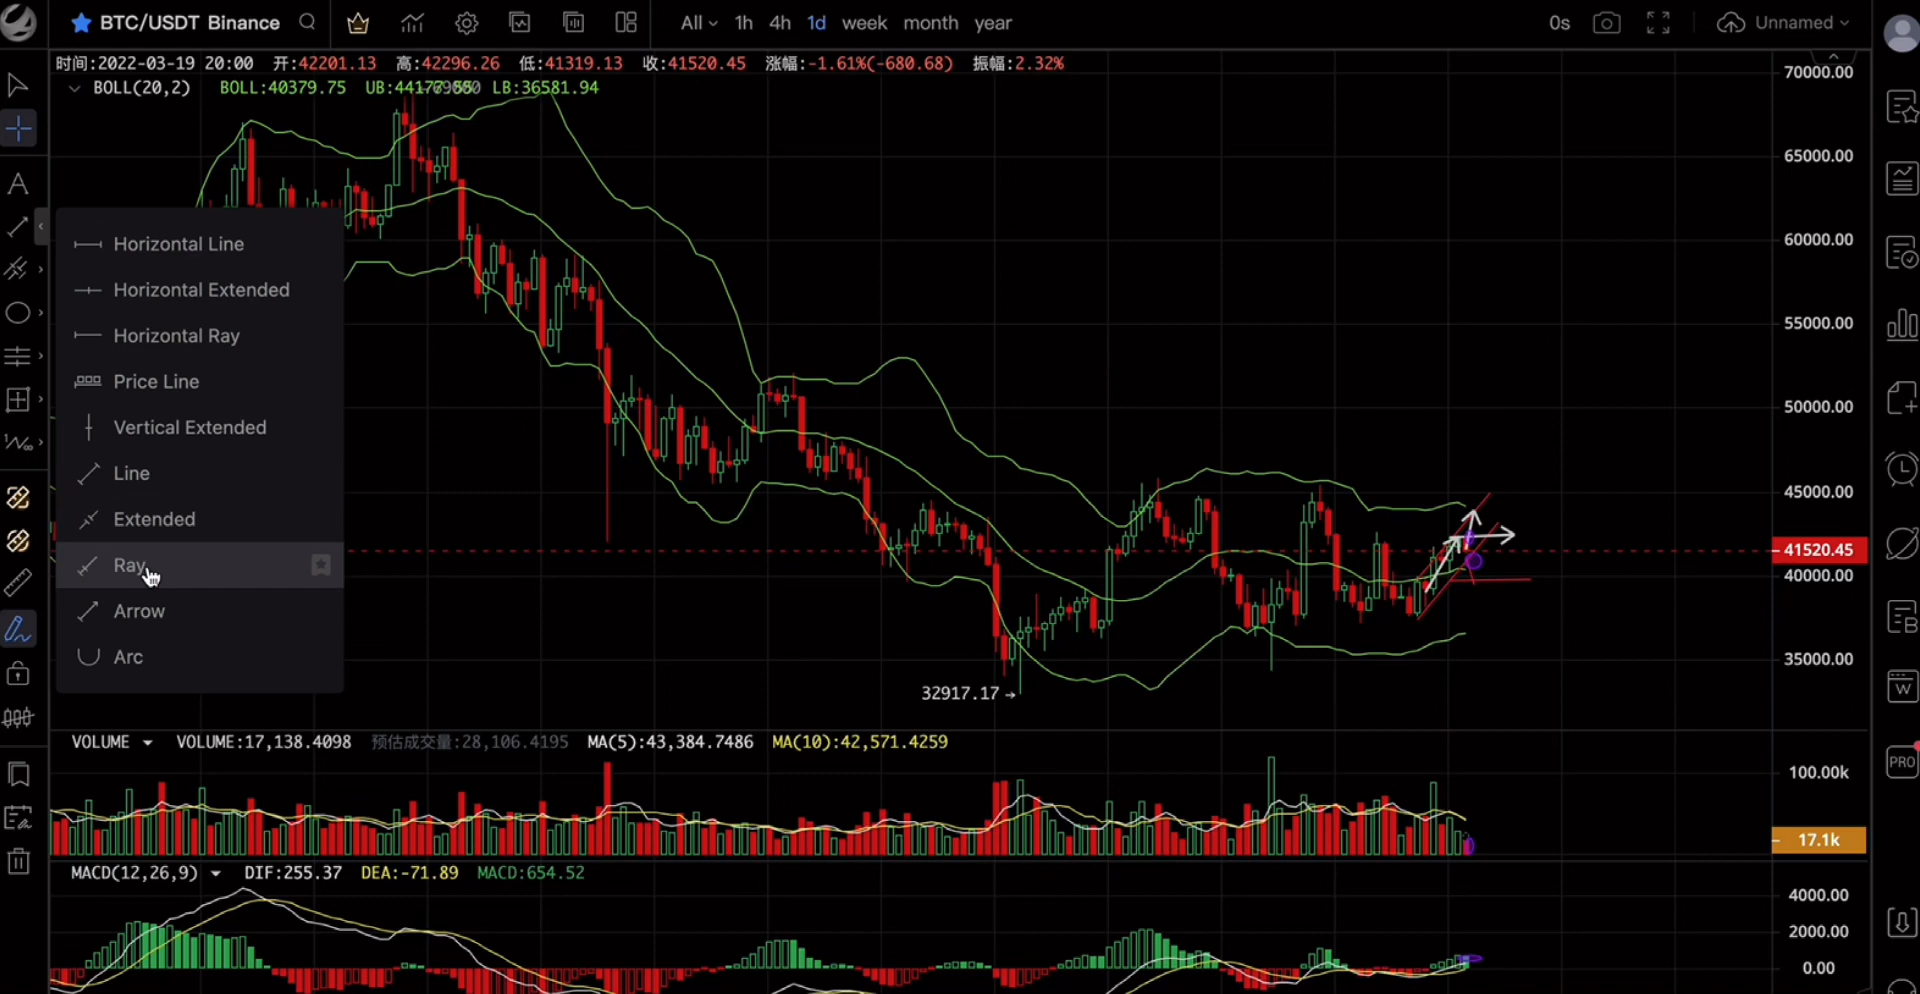 BTC/USDT Binance All 1h 4h 1d week month year 0s Unnamed
时间:2022-03-19 20:00 开:42201.13 高:42296.26 低:41319.13 收:41520.45 涨幅:-1.61%(-680.68) 振幅:2.32%
BOLL(20,2) BOLL:40379.75 LB:36581.94
70000.00
65000.00
60000.00
55000.00
50000.00
45000.00
41520.45
40000.00
35000.00
Horizontal Line
Horizontal Extended
Horizontal Ray
Price Line
Vertical Extended
Line
Extended
Ray
Arrow
Arc
32917.17
VOLUME VOLUME:17,138.4098 预估成交量:28,106.4195 MA(5):43,384.7486 MA(10):42,571.4259
100.00k
17.1k
MACD(12,26,9) DIF:255.37 DEA:-71.89 MACD:654.52
4000.00
2000.00
0.00
PRO